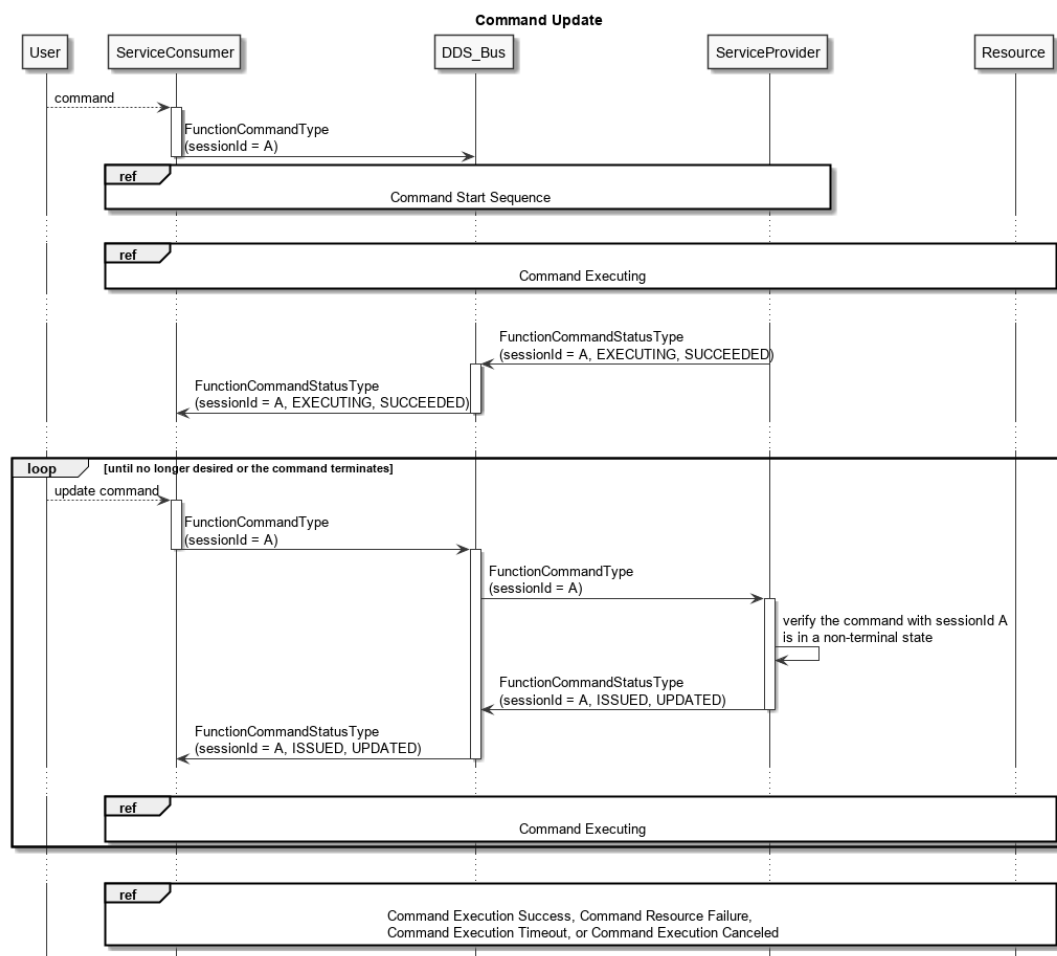 Command Update
User
ServiceConsumer
DDS_Bus
ServiceProvider
Resource
command
FunctionCommandType
(sessionId = A)
ref
Command Start Sequence
ref
Command Executing
FunctionCommandStatusType
(sessionId = A, EXECUTING, SUCCEEDED)
FunctionCommandStatusType
(sessionId = A, EXECUTING, SUCCEEDED)
loop
[until no longer desired or the command terminates]
update command
FunctionCommandType
(sessionId = A)
FunctionCommandType
(sessionId = A)
verify the command with sessionId A
is in a non-terminal state
FunctionCommandStatusType
(sessionId = A, ISSUED, UPDATED)
FunctionCommandStatusType
(sessionId = A, ISSUED, UPDATED)
ref
Command Executing
ref
Command Execution Success, Command Resource Failure,
Command Execution Timeout, or Command Execution Canceled